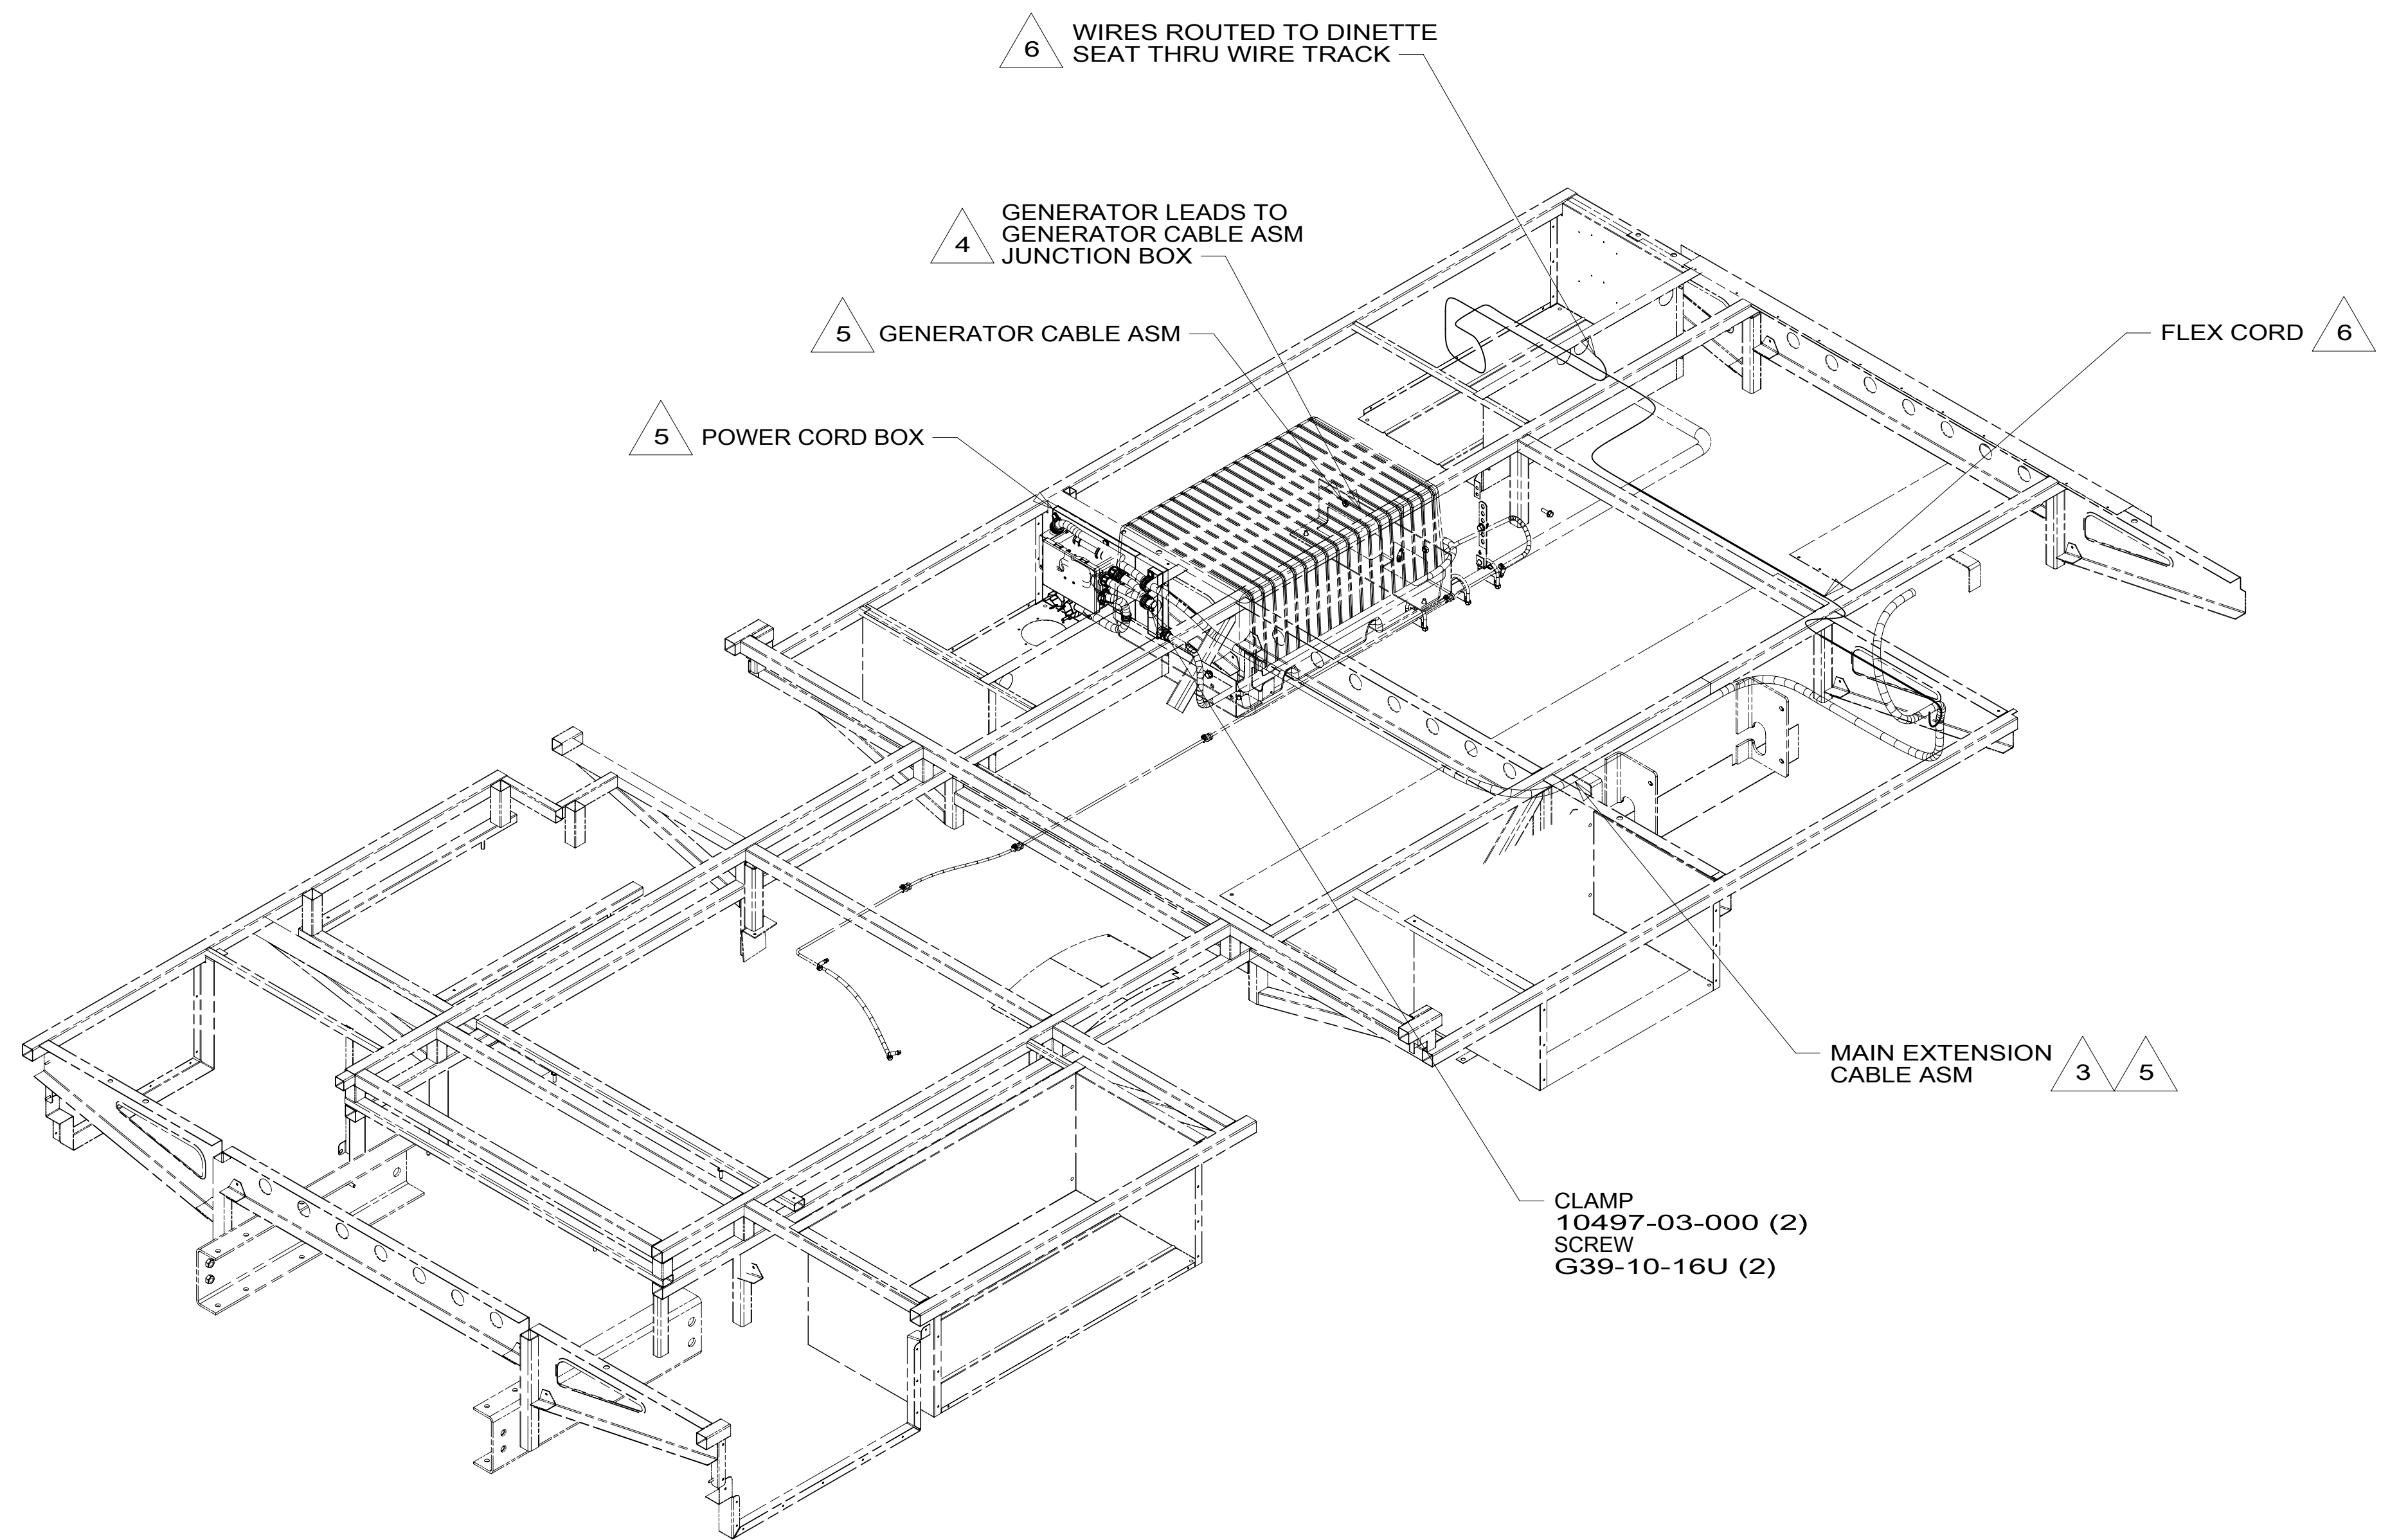 6 WIRES ROUTED TO DINETTE
SEAT THRU WIRE TRACK
4 GENERATOR LEADS TO
GENERATOR CABLE ASM
JUNCTION BOX
5 GENERATOR CABLE ASM
FLEX CORD 6
5 POWER CORD BOX
MAIN EXTENSION
CABLE ASM 3 5
CLAMP
10497-03-000 (2)
SCREW
G39-10-16U (2)